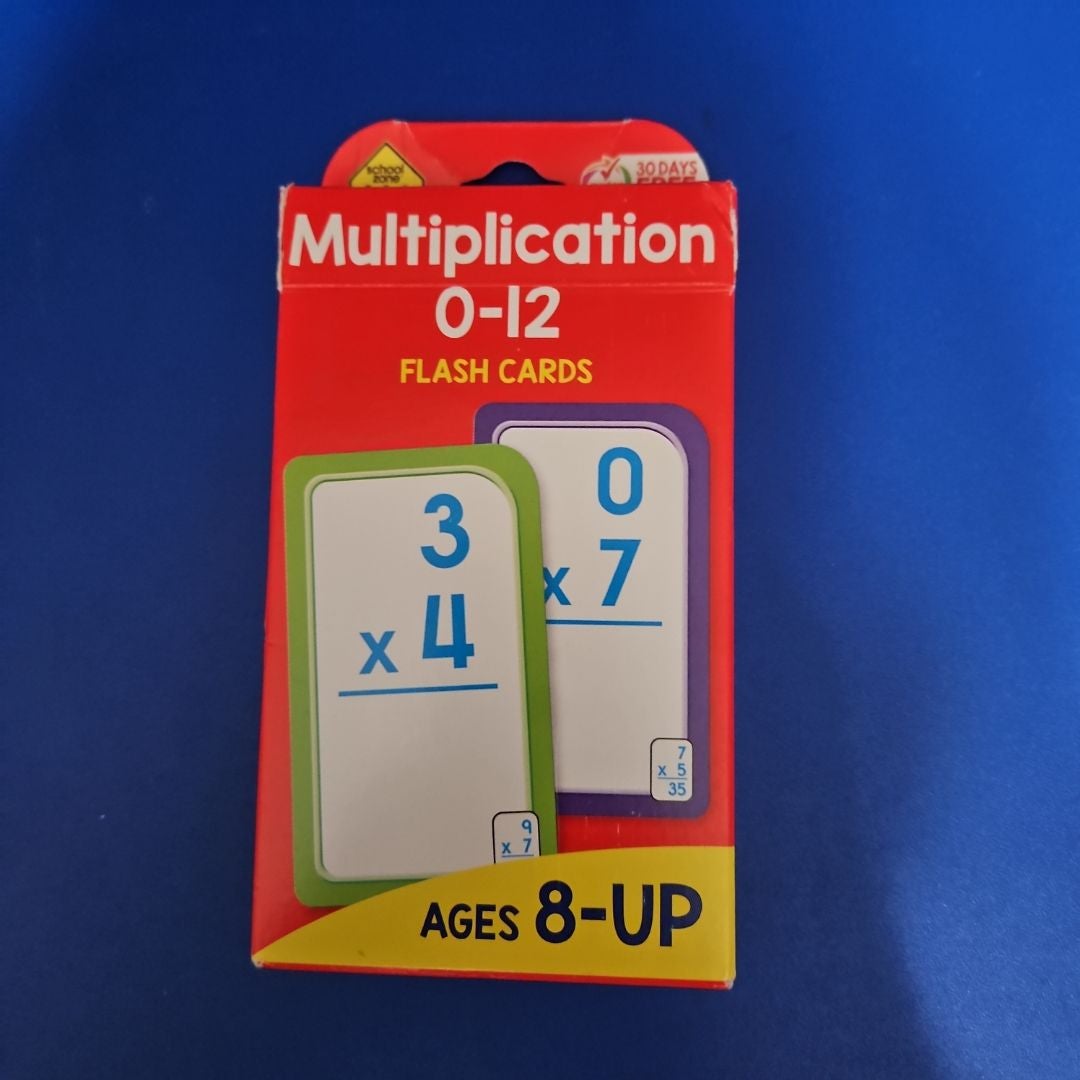 school
zone
30 DAYS
FREE
Multiplication
0-12
FLASH CARDS
0
x 7
3
x 4
7
x 5
35
9
x 7
AGES 8-UP